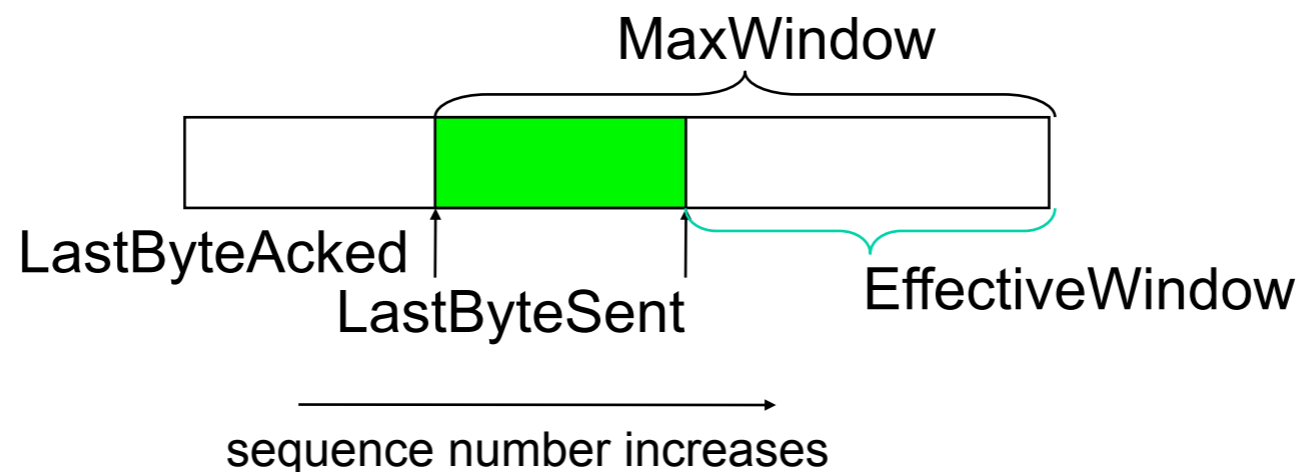 MaxWindow
LastByteAcked
EffectiveWindow
LastByteSent
sequence number increases